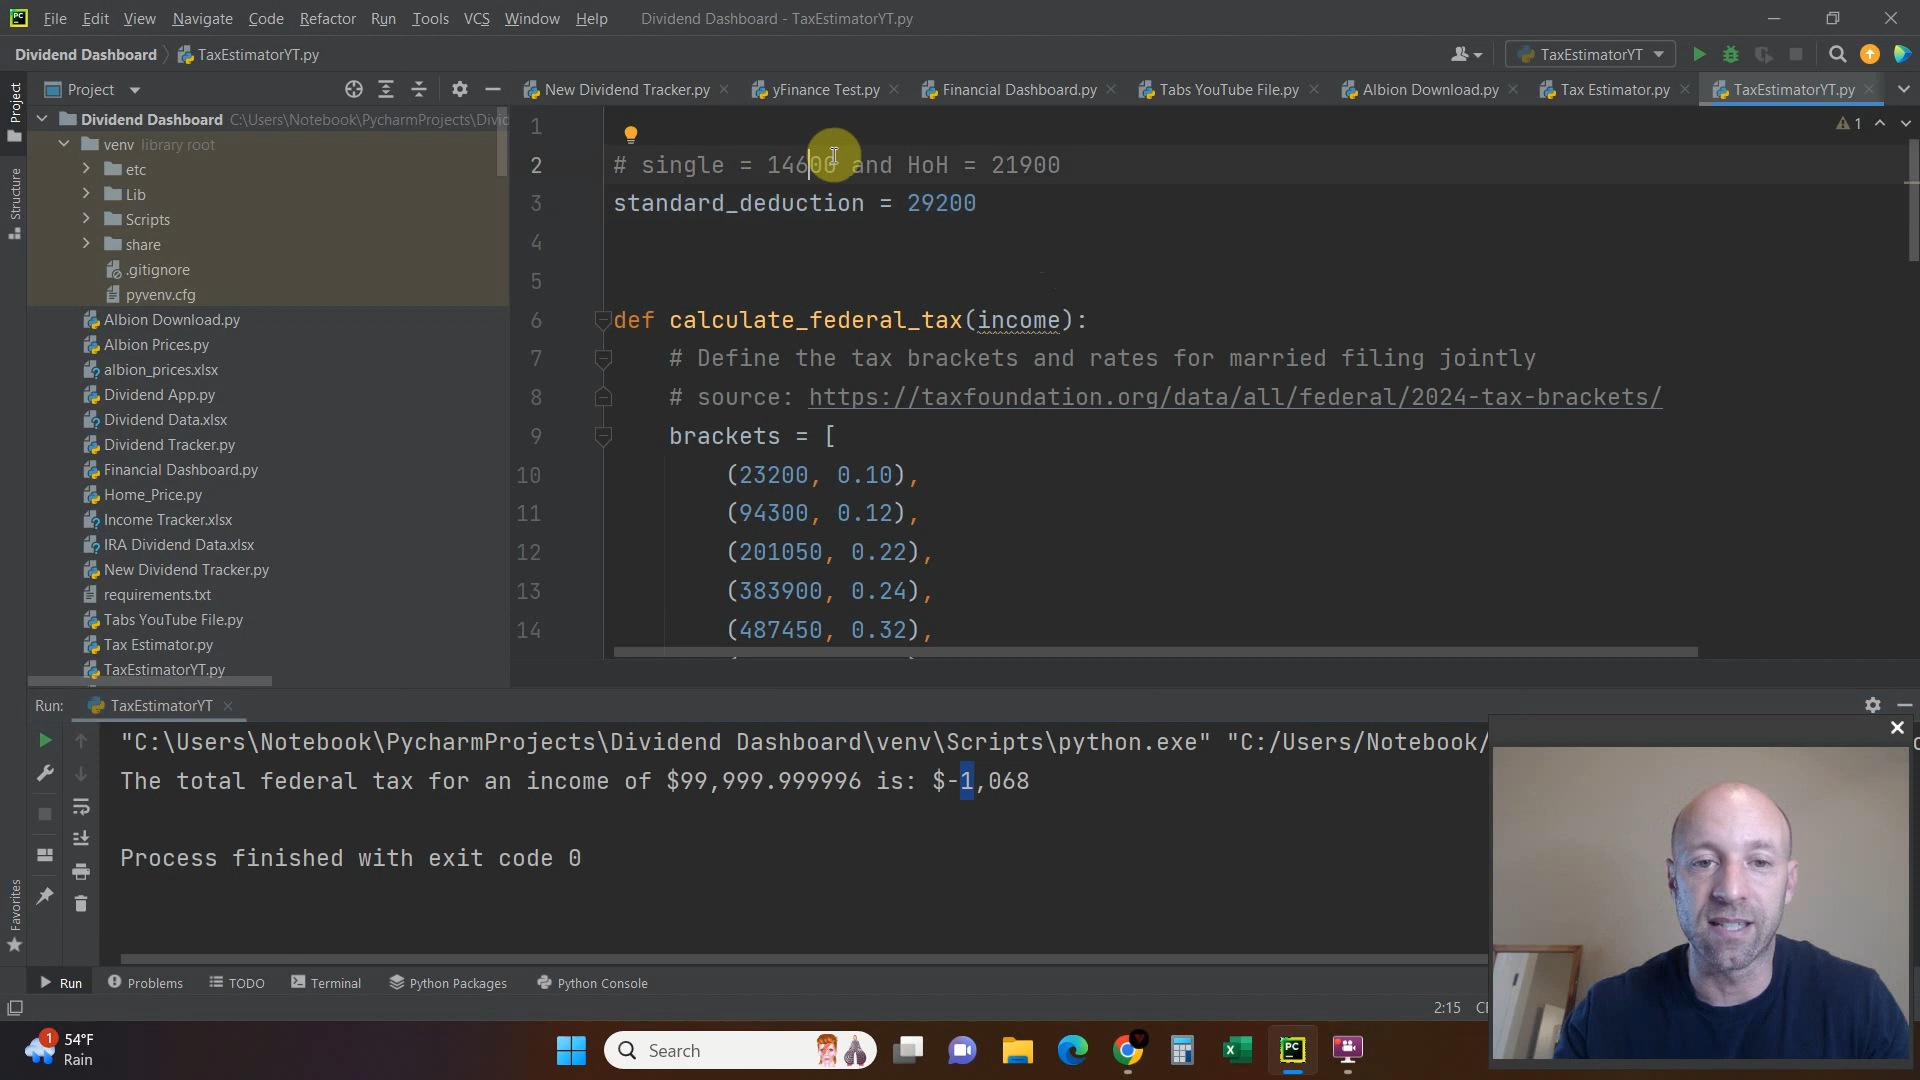 File Edit View Navigate Code Refactor Run Tools VCS Window Help Dividend Dashboard - TaxEstimatorYT.py
Dividend Dashboard TaxEstimatorYT.py TaxEstimatorYT
Project New Dividend Tracker.py yFinance Test.py Financial Dashboard.py Tabs YouTube File.py Albion Download.py Tax Estimator.py TaxEstimatorYT.py
Project
Structure
Favorites
Dividend Dashboard C:\Users\Notebook\PycharmProjects\Divid
venv library root
etc
Lib
Scripts
share
.gitignore
pyvenv.cfg
Albion Download.py
Albion Prices.py
albion_prices.xlsx
Dividend App.py
Dividend Data.xlsx
Dividend Tracker.py
Financial Dashboard.py
Home_Price.py
Income Tracker.xlsx
IRA Dividend Data.xlsx
New Dividend Tracker.py
requirements.txt
Tabs YouTube File.py
Tax Estimator.py
TaxEstimatorYT.py
1
1
2 # single = 14600 and HoH = 21900
3 standard_deduction = 29200
4
5
6 def calculate_federal_tax(income):
7 # Define the tax brackets and rates for married filing jointly
8 # source: https://taxfoundation.org/data/all/federal/2024-tax-brackets/
9 brackets = [
10 (23200, 0.10),
11 (94300, 0.12),
12 (201050, 0.22),
13 (383900, 0.24),
14 (487450, 0.32),
Run: TaxEstimatorYT
"C:\Users\Notebook\PycharmProjects\Dividend Dashboard\venv\Scripts\python.exe" "C:/Users/Notebook/
The total federal tax for an income of $99,999.999996 is: $-1,068
Process finished with exit code 0
Run Problems TODO Terminal Python Packages Python Console
2:15
1 54°F
Rain
Search
PC